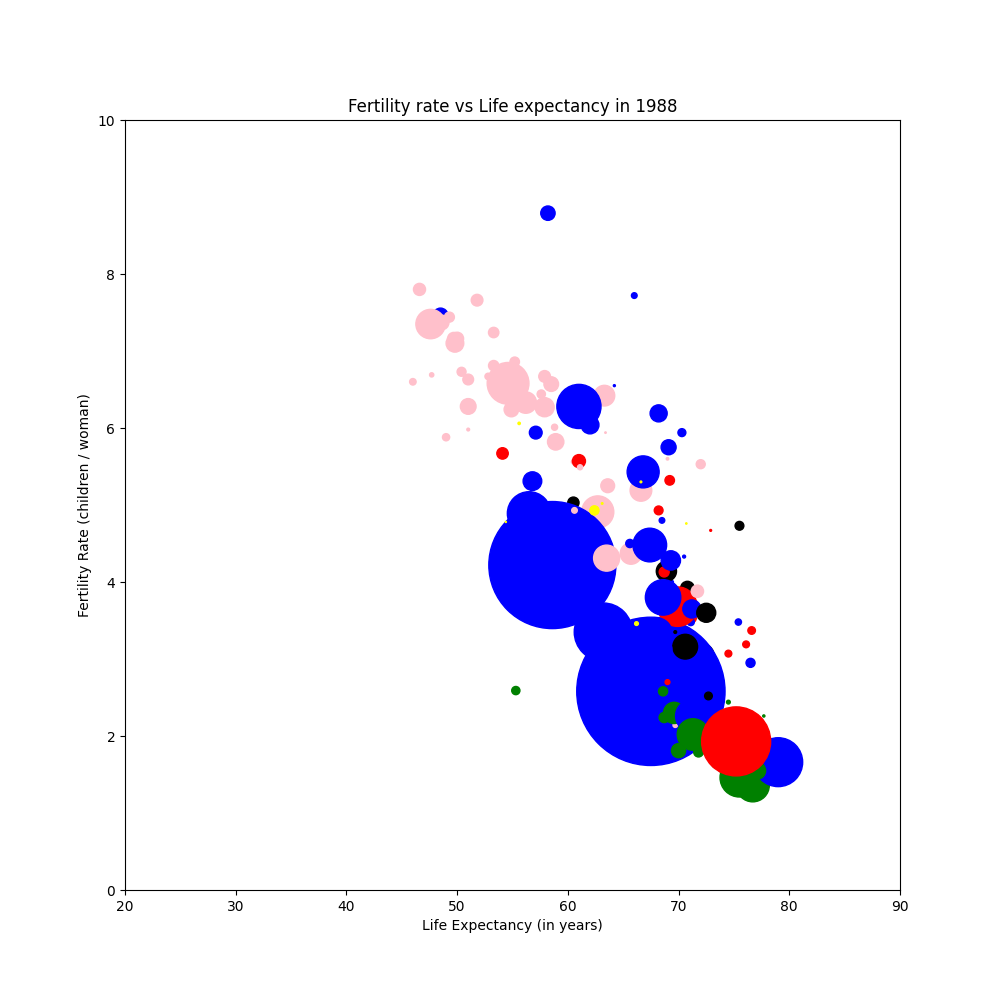 Fertility rate vs Life expectancy in 1988
10
8
6
4
2
0
Fertility Rate (children / woman)
20 30 40 50 60 70 80 90
Life Expectancy (in years)